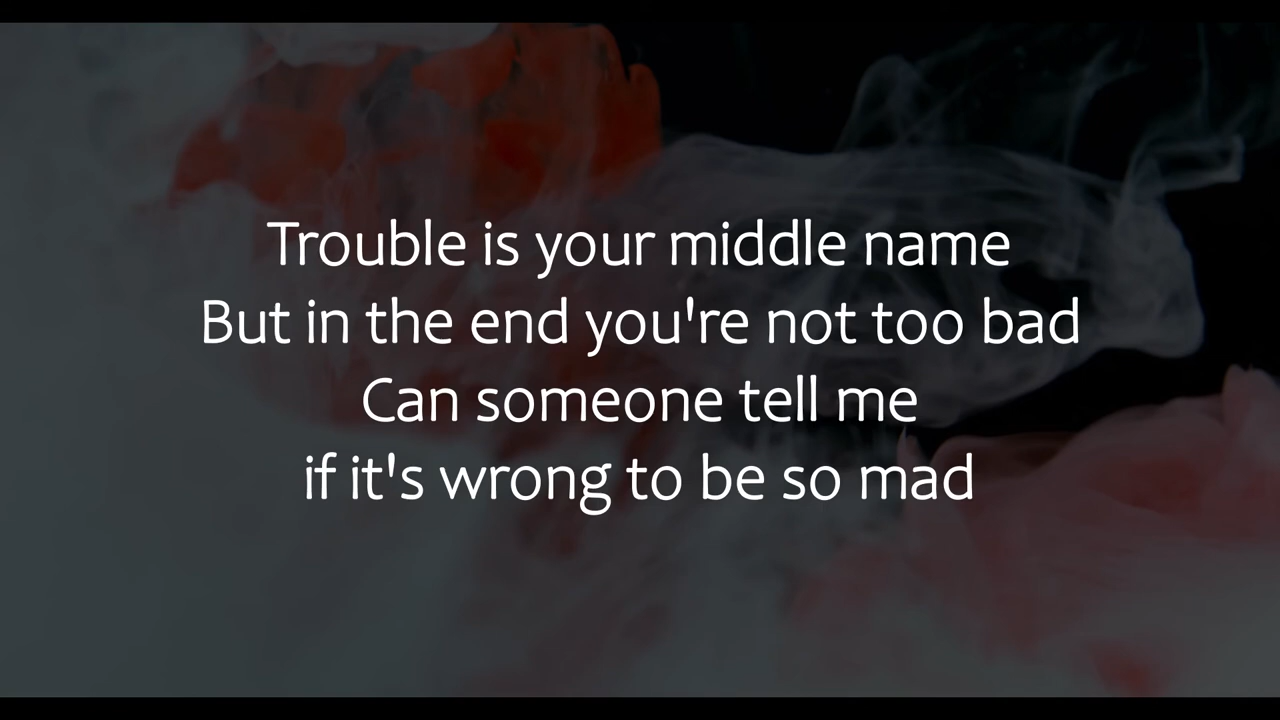 Trouble is your middle name
But in the end you're not too bad
Can someone tell me
if it's wrong to be so mad